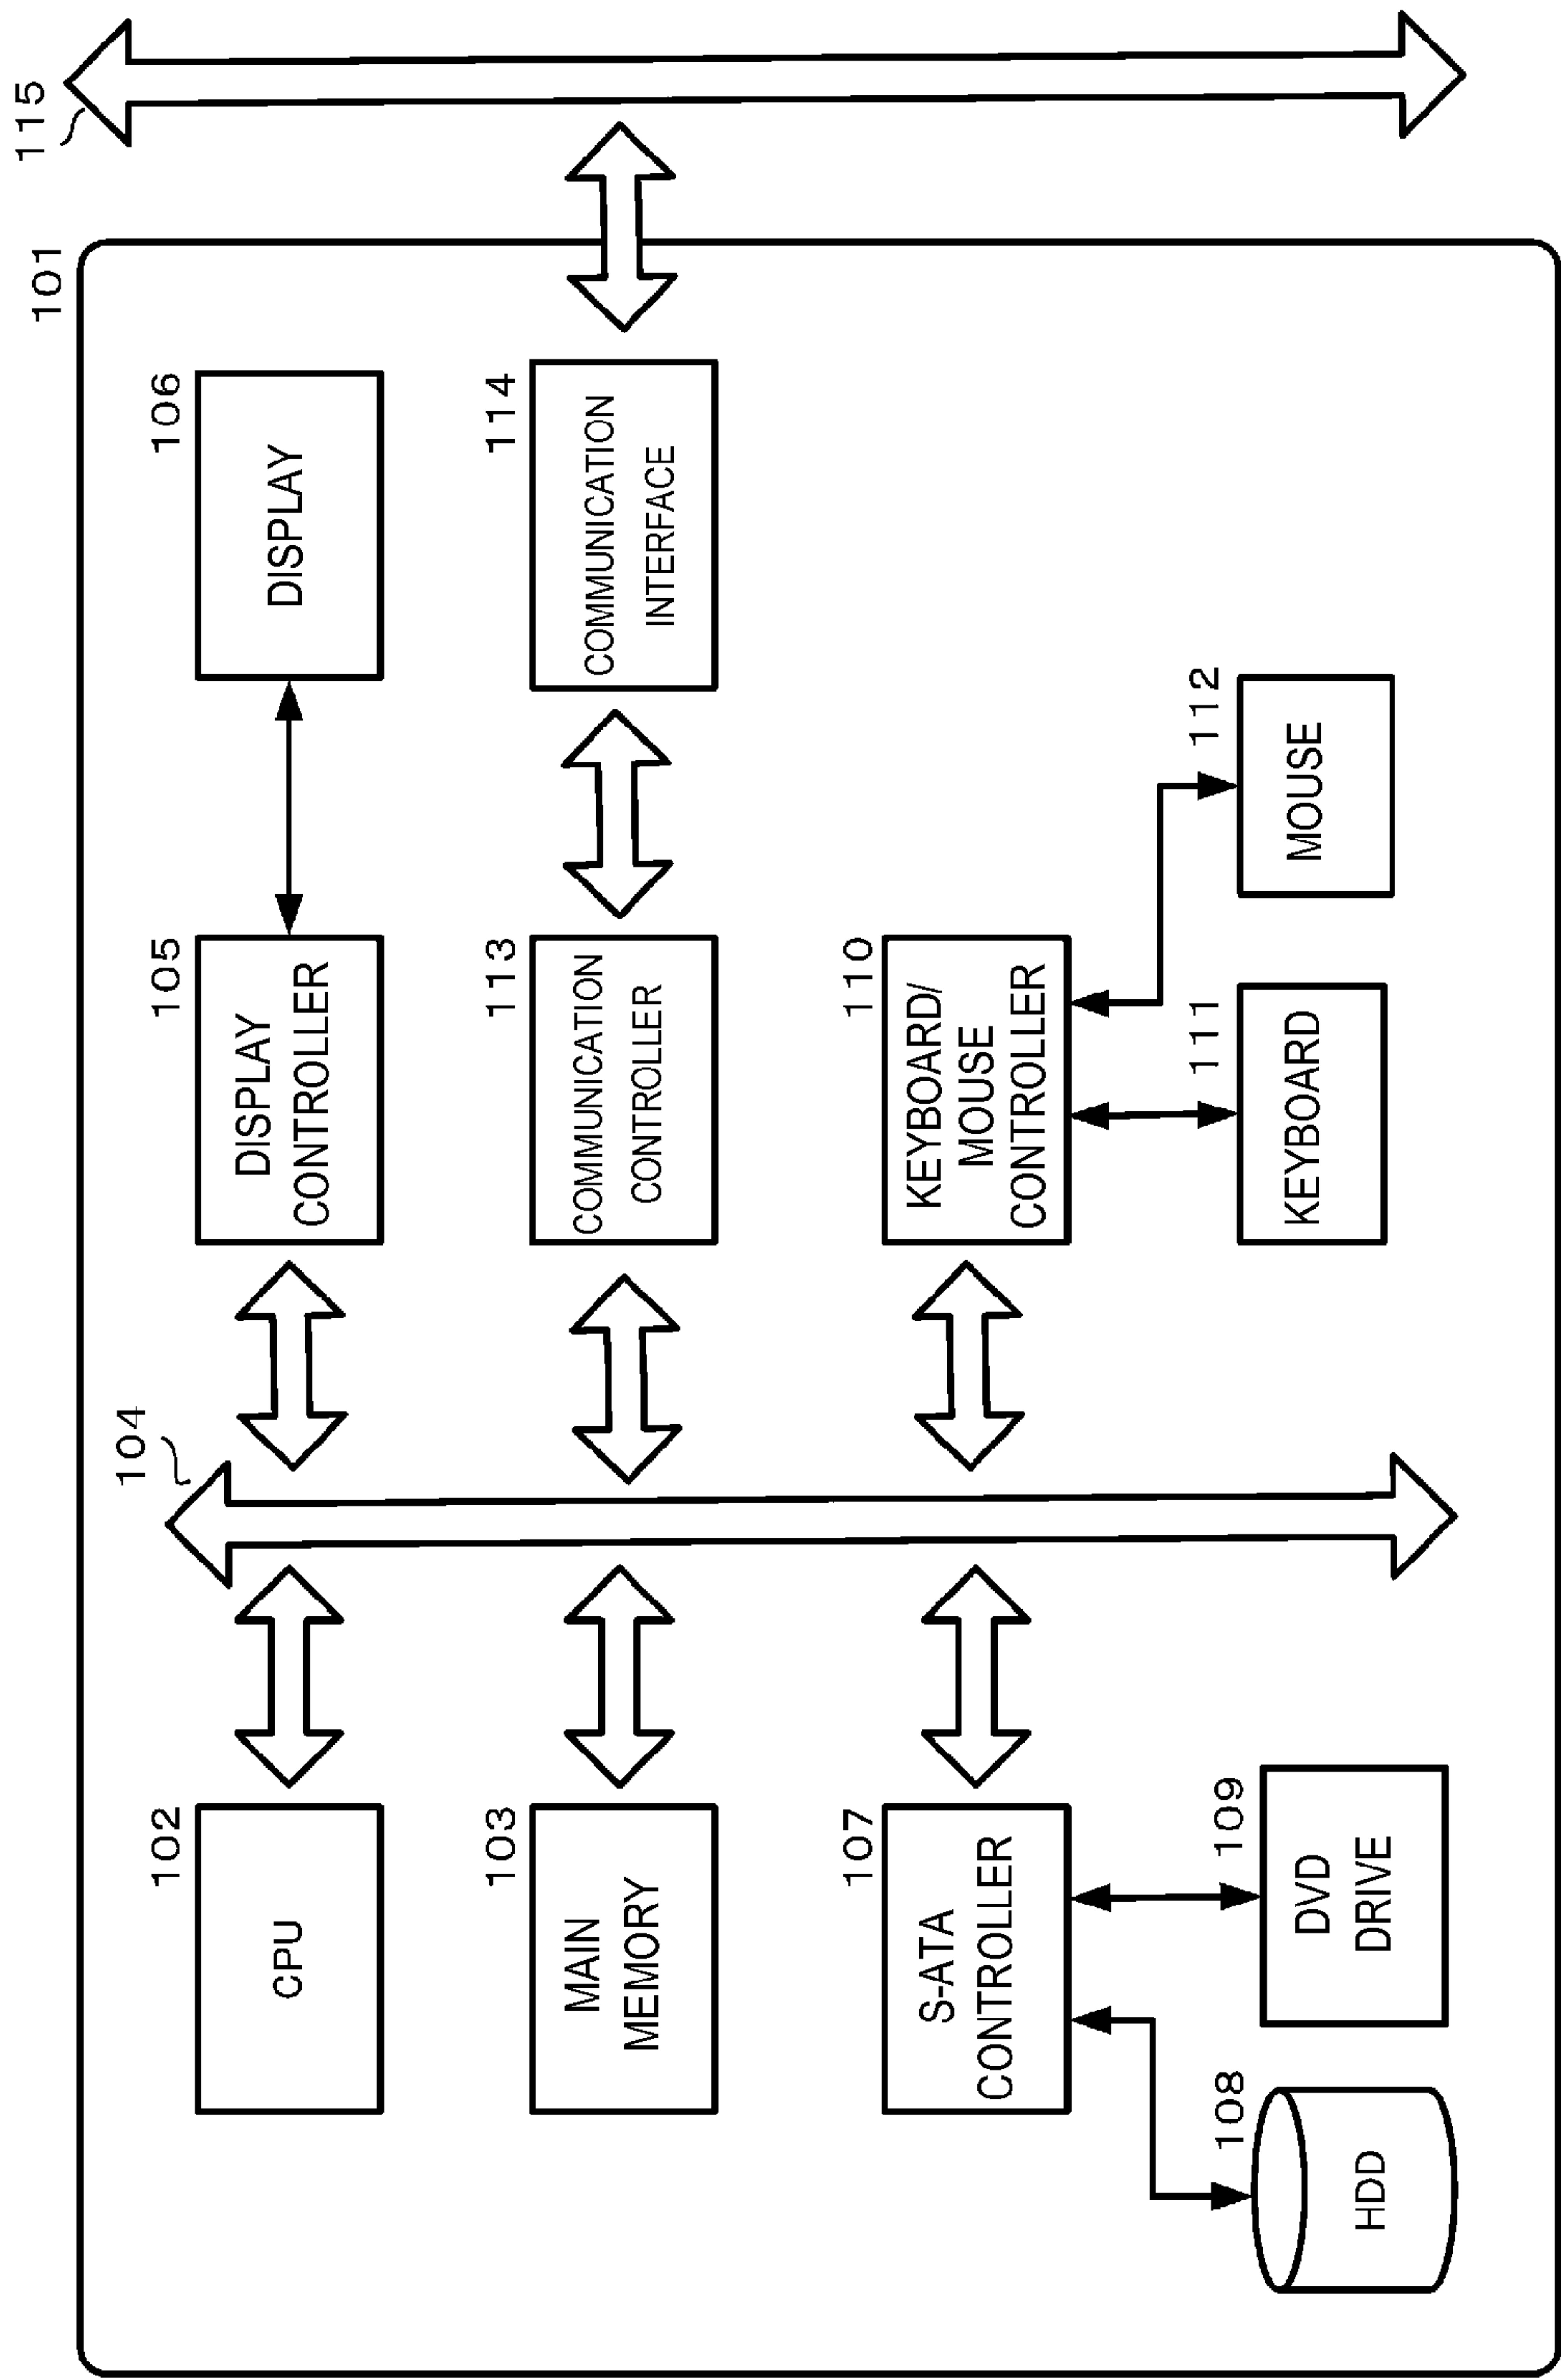 101
115
104
102
CPU
105
DISPLAY
CONTROLLER
106
DISPLAY
103
MAIN
MEMORY
113
COMMUNICATION
CONTROLLER
114
COMMUNICATION
INTERFACE
107
S-ATA
CONTROLLER
110
KEYBOARD/
MOUSE
CONTROLLER
108
HDD
109
DVD
DRIVE
111
KEYBOARD
112
MOUSE